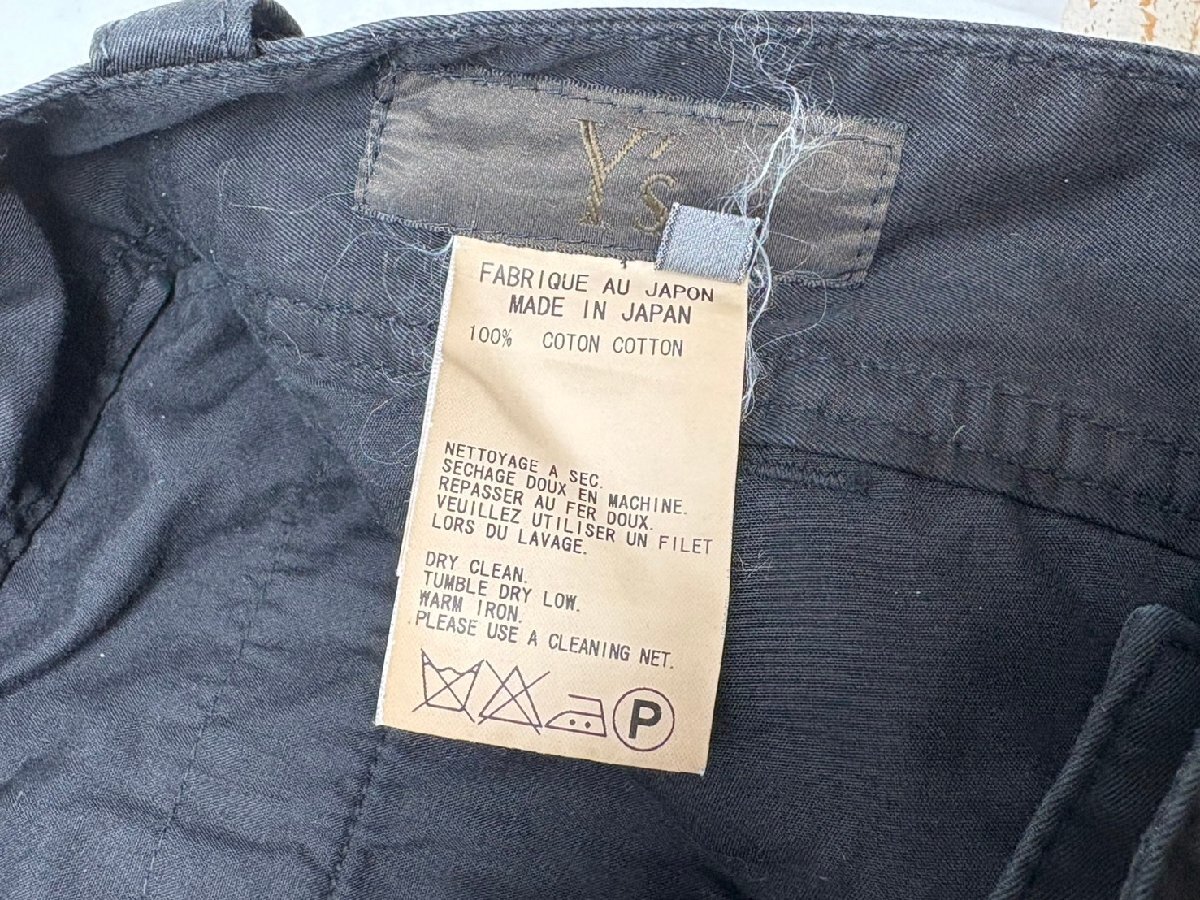 Y's
FABRIQUE AU JAPON
MADE IN JAPAN
100% COTON COTTON
NETTOYAGE A SEC.
SECHAGE DOUX EN MACHINE.
REPASSER AU FER DOUX.
VEUILLEZ UTILISER UN FILET
LORS DU LAVAGE.
DRY CLEAN.
TUMBLE DRY LOW.
WARM IRON.
PLEASE USE A CLEANING NET.
P